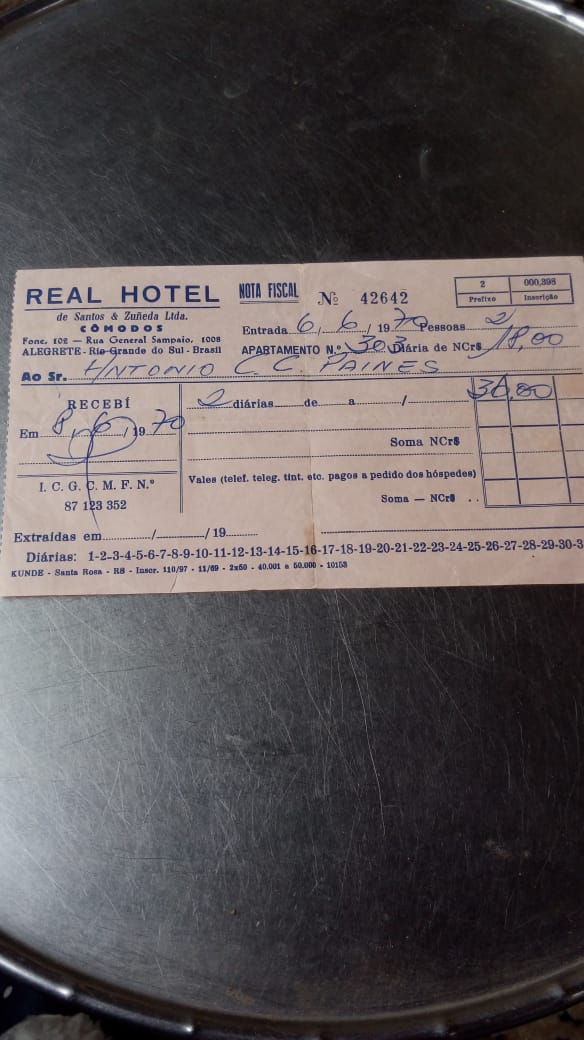 REAL HOTEL
de Santos & Zuñeda Ltda.
CÔMODOS
Fone, 102 — Rua General Sampaio, 1008
ALEGRETE - Rio Grande do Sul - Brasil
NOTA FISCAL Nº 42642
2 000,898
Prefixo Inscrição
Entrada 6, 6 / 1970 Pessoas 2
APARTAMENTO N.º 303 Diária de NCr$ 18,00
Ao Sr. ANTONIO C. C. PAINES
RECEBÍ
Em 8 / 6 / 1970
I. C. G. C. M. F. N.º
87 123 352
2 diárias de a / 36,00
Soma NCr$
Vales (telef. teleg. tint. etc. pagos a pedido dos hóspedes)
Soma — NCr$ . .
Extraídas em / / 19
Diárias: 1-2-3-4-5-6-7-8-9-10-11-12-13-14-15-16-17-18-19-20-21-22-23-24-25-26-27-28-29-30-3
KUNDE - Santa Rosa - RS - Inscr. 110/97 - 11/69 - 2x50 - 40.001 a 50.000 - 10153